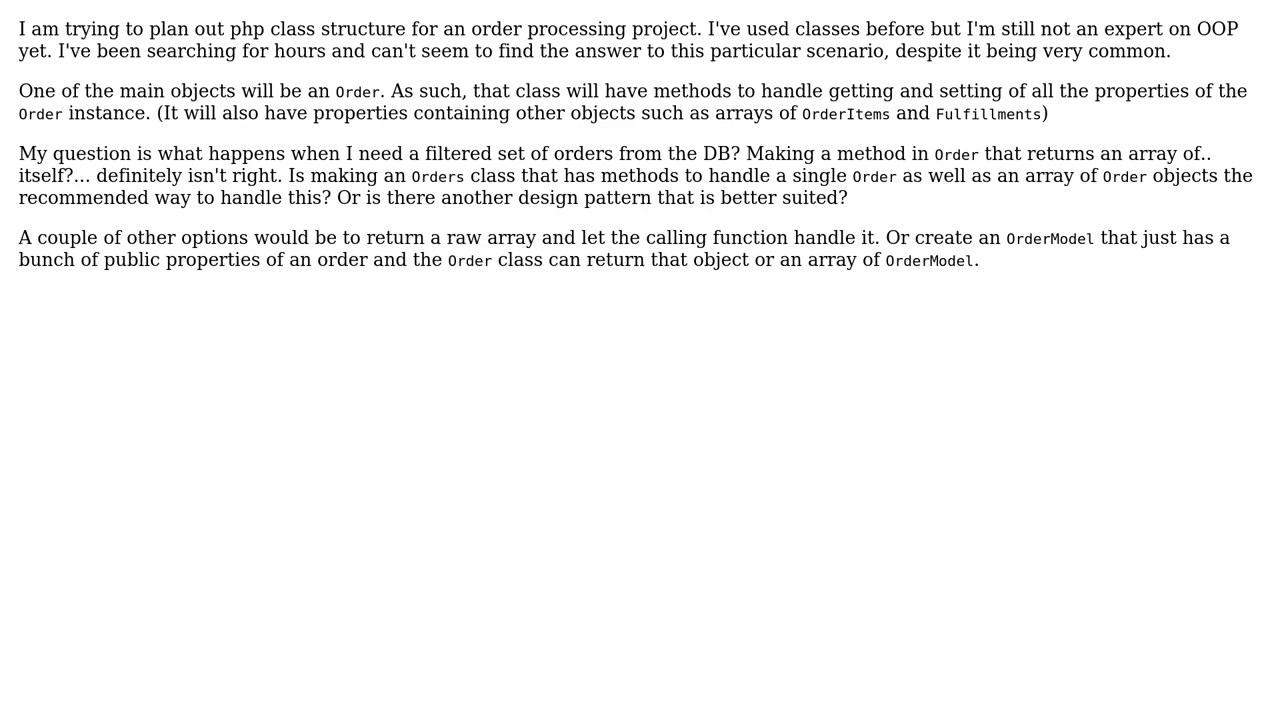 I am trying to plan out php class structure for an order processing project. I've used classes before but I'm still not an expert on OOP
yet. I've been searching for hours and can't seem to find the answer to this particular scenario, despite it being very common.
One of the main objects will be an Order. As such, that class will have methods to handle getting and setting of all the properties of the
Order instance. (It will also have properties containing other objects such as arrays of OrderItems and Fulfillments)
My question is what happens when I need a filtered set of orders from the DB? Making a method in Order that returns an array of..
itself?... definitely isn't right. Is making an Orders class that has methods to handle a single Order as well as an array of Order objects the
recommended way to handle this? Or is there another design pattern that is better suited?
A couple of other options would be to return a raw array and let the calling function handle it. Or create an OrderModel that just has a
bunch of public properties of an order and the Order class can return that object or an array of OrderModel.